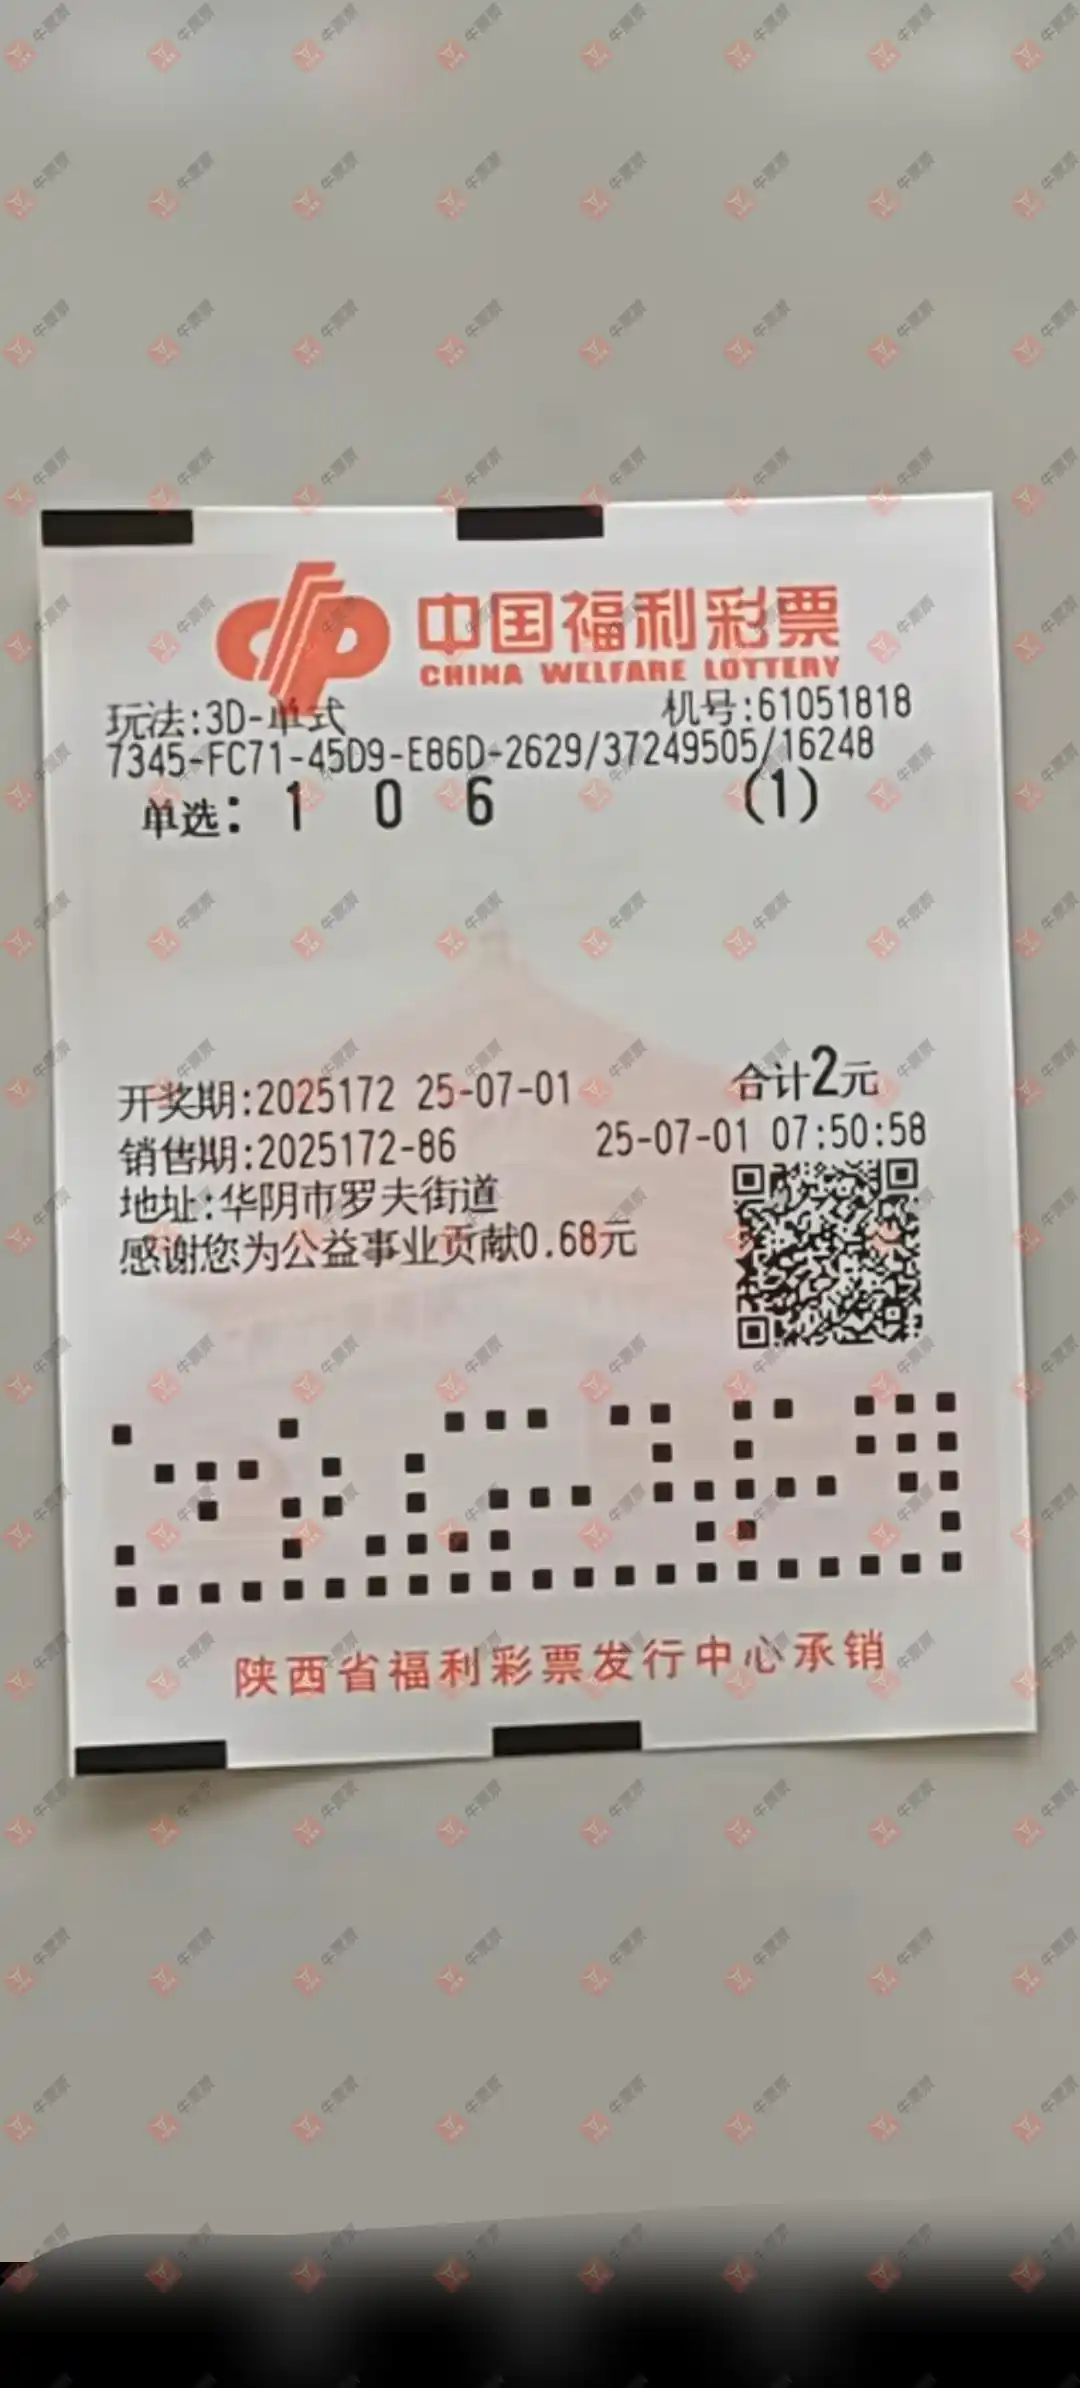 中国福利彩票
CHINA WELFARE LOTTERY
玩法:3D-单式 机号:61051818
7345-FC71-45D9-E86D-2629/37249505/16248
单选: 1 0 6 (1)
合计2元
开奖期:2025172 25-07-01
销售期:2025172-86 25-07-01 07:50:58
地址:华阴市罗夫街道
感谢您为公益事业贡献0.68元
陕西省福利彩票发行中心承销